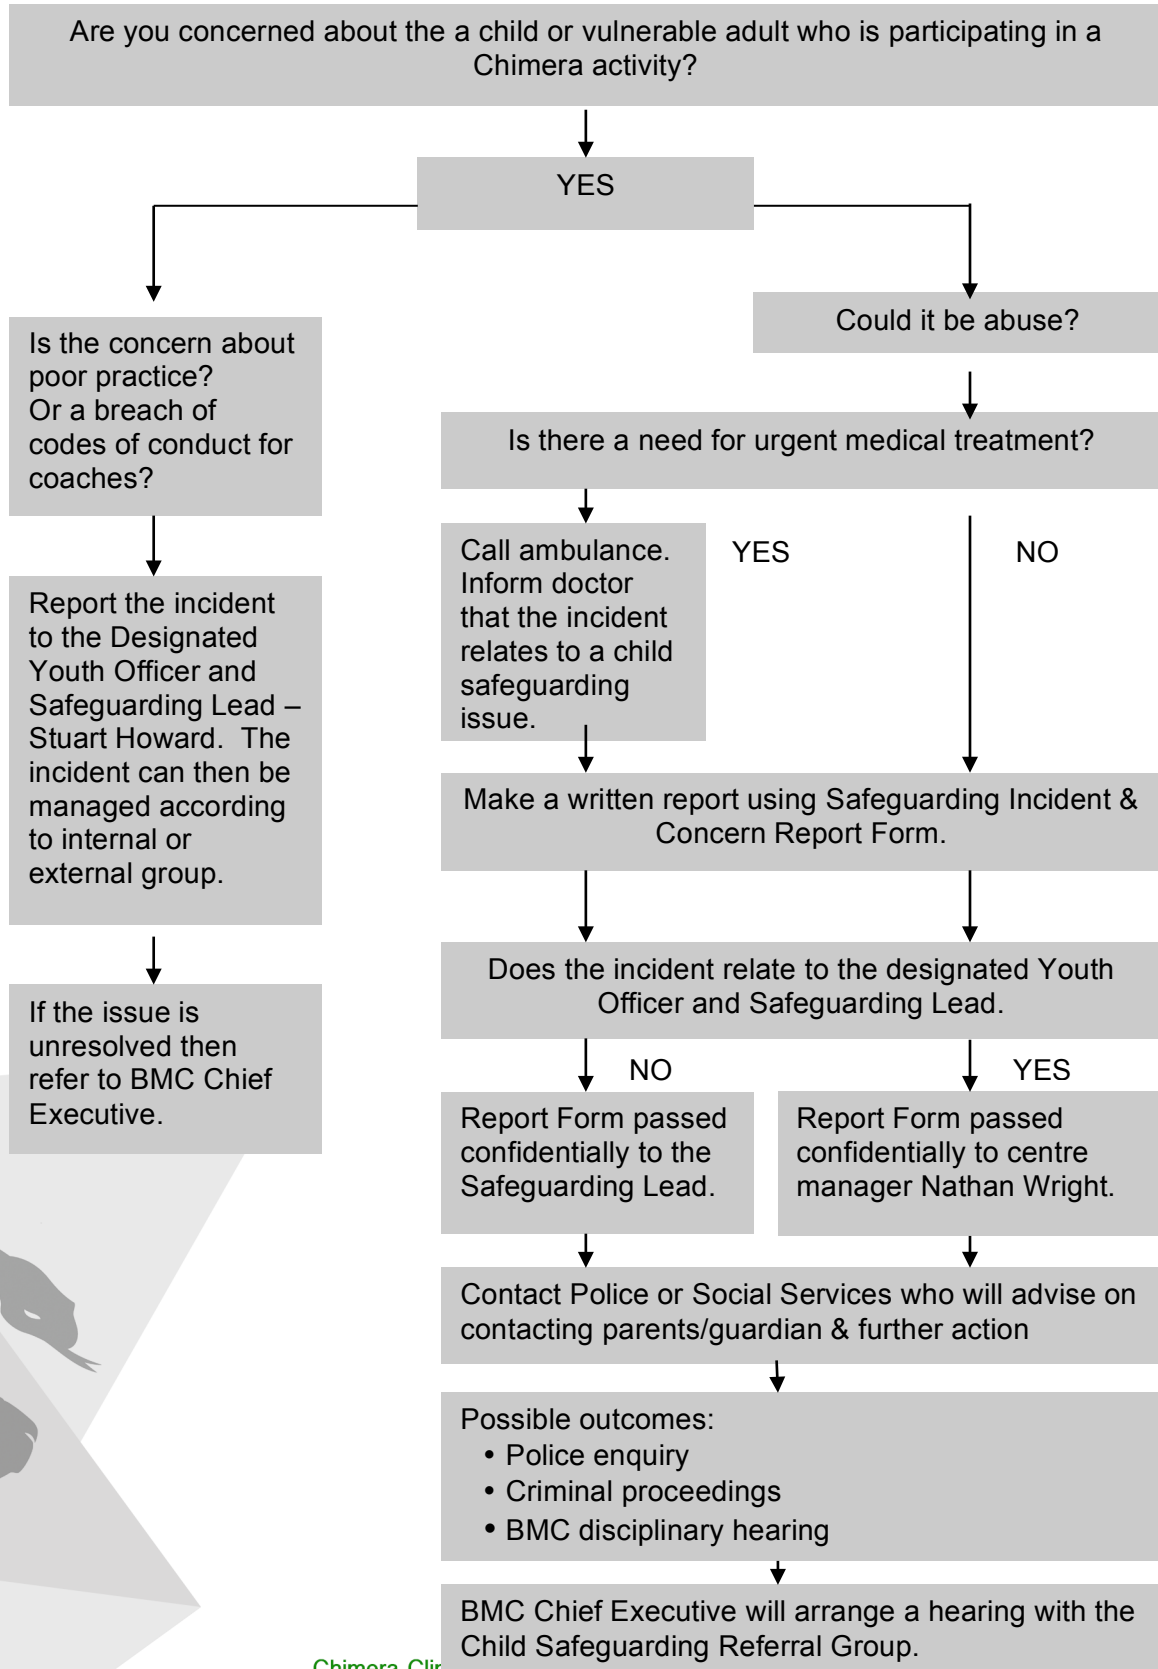 Are you concerned about the a child or vulnerable adult who is participating in a
Chimera activity?
YES
Is the concern about
poor practice?
Or a breach of
codes of conduct for
coaches?
Report the incident
to the Designated
Youth Officer and
Safeguarding Lead –
Stuart Howard. The
incident can then be
managed according
to internal or
external group.
If the issue is
unresolved then
refer to BMC Chief
Executive.
Could it be abuse?
Is there a need for urgent medical treatment?
Call ambulance.
Inform doctor
that the incident
relates to a child
safeguarding
issue.
YES
NO
Make a written report using Safeguarding Incident &
Concern Report Form.
Does the incident relate to the designated Youth
Officer and Safeguarding Lead.
NO
YES
Report Form passed
confidentially to the
Safeguarding Lead.
Report Form passed
confidentially to centre
manager Nathan Wright.
Contact Police or Social Services who will advise on
contacting parents/guardian & further action
Possible outcomes:
• Police enquiry
• Criminal proceedings
• BMC disciplinary hearing
BMC Chief Executive will arrange a hearing with the
Child Safeguarding Referral Group.
Chimera